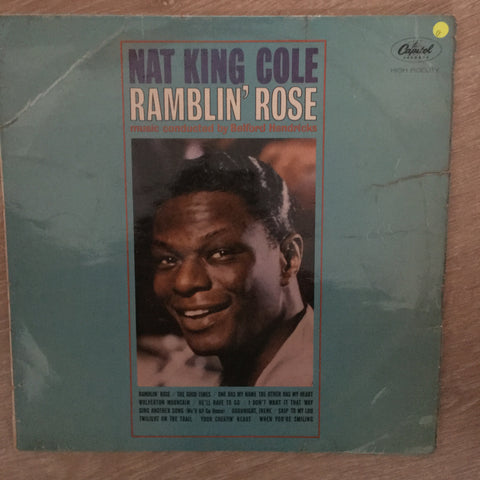 NAT KING COLE
RAMBLIN' ROSE
music conducted by Belford Hendricks
Capitol
HIGH FIDELITY
RAMBLIN' ROSE / THE GOOD TIMES / ONE HAS MY NAME THE OTHER HAS MY HEART
WOLVERTON MOUNTAIN / HE'LL HAVE TO GO / I DON'T WANT IT THAT WAY
SING ANOTHER SONG (We'll All Go Home) / GOODNIGHT, IRENE / SKIP TO MY LOU
TWILIGHT ON THE TRAIL / YOUR CHEATIN' HEART / WHEN YOU'RE SMILING